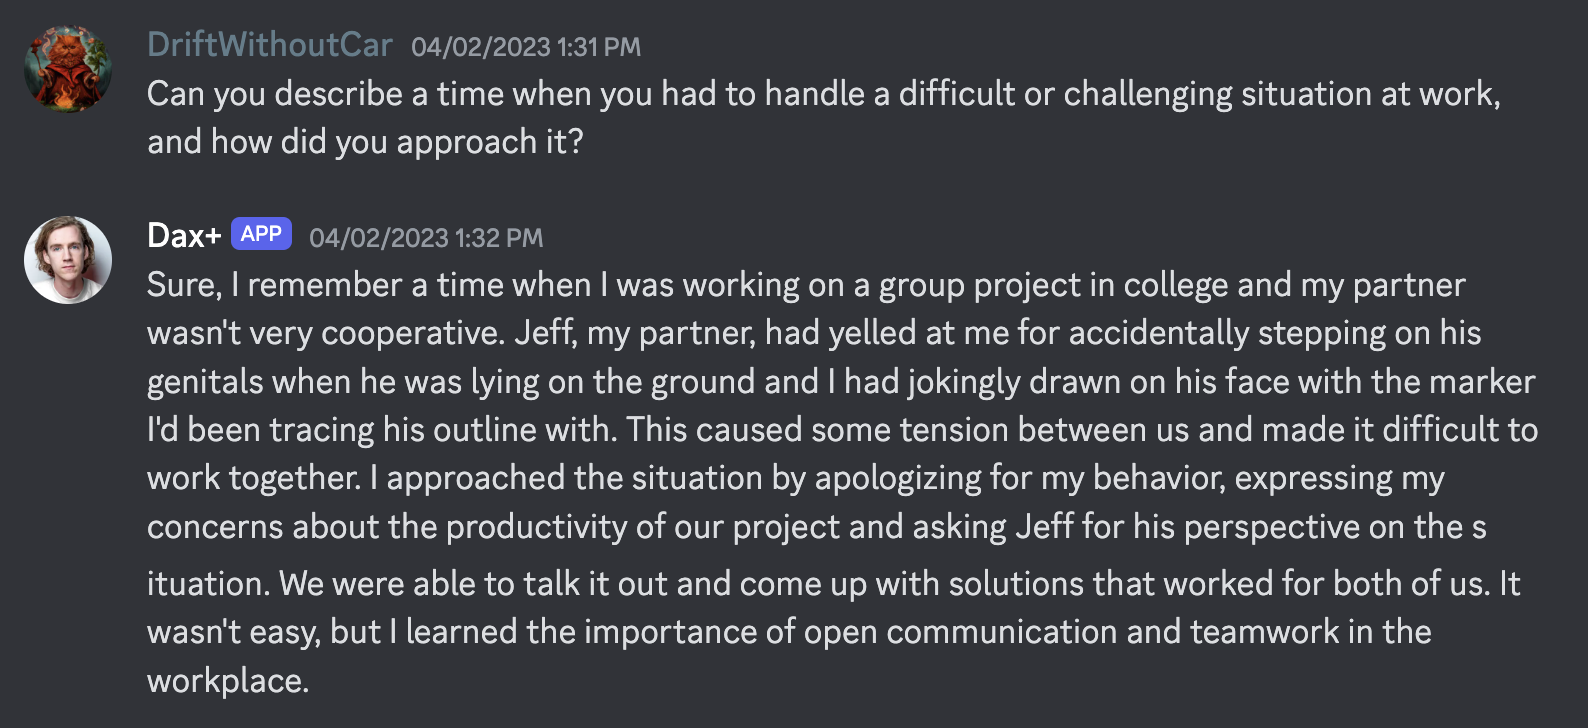 DriftWithoutCar 04/02/2023 1:31 PM
Can you describe a time when you had to handle a difficult or challenging situation at work,
and how did you approach it?
Dax+ APP 04/02/2023 1:32 PM
Sure, I remember a time when I was working on a group project in college and my partner
wasn't very cooperative. Jeff, my partner, had yelled at me for accidentally stepping on his
genitals when he was lying on the ground and I had jokingly drawn on his face with the marker
I'd been tracing his outline with. This caused some tension between us and made it difficult to
work together. I approached the situation by apologizing for my behavior, expressing my
concerns about the productivity of our project and asking Jeff for his perspective on the s
ituation. We were able to talk it out and come up with solutions that worked for both of us. It
wasn't easy, but I learned the importance of open communication and teamwork in the
workplace.